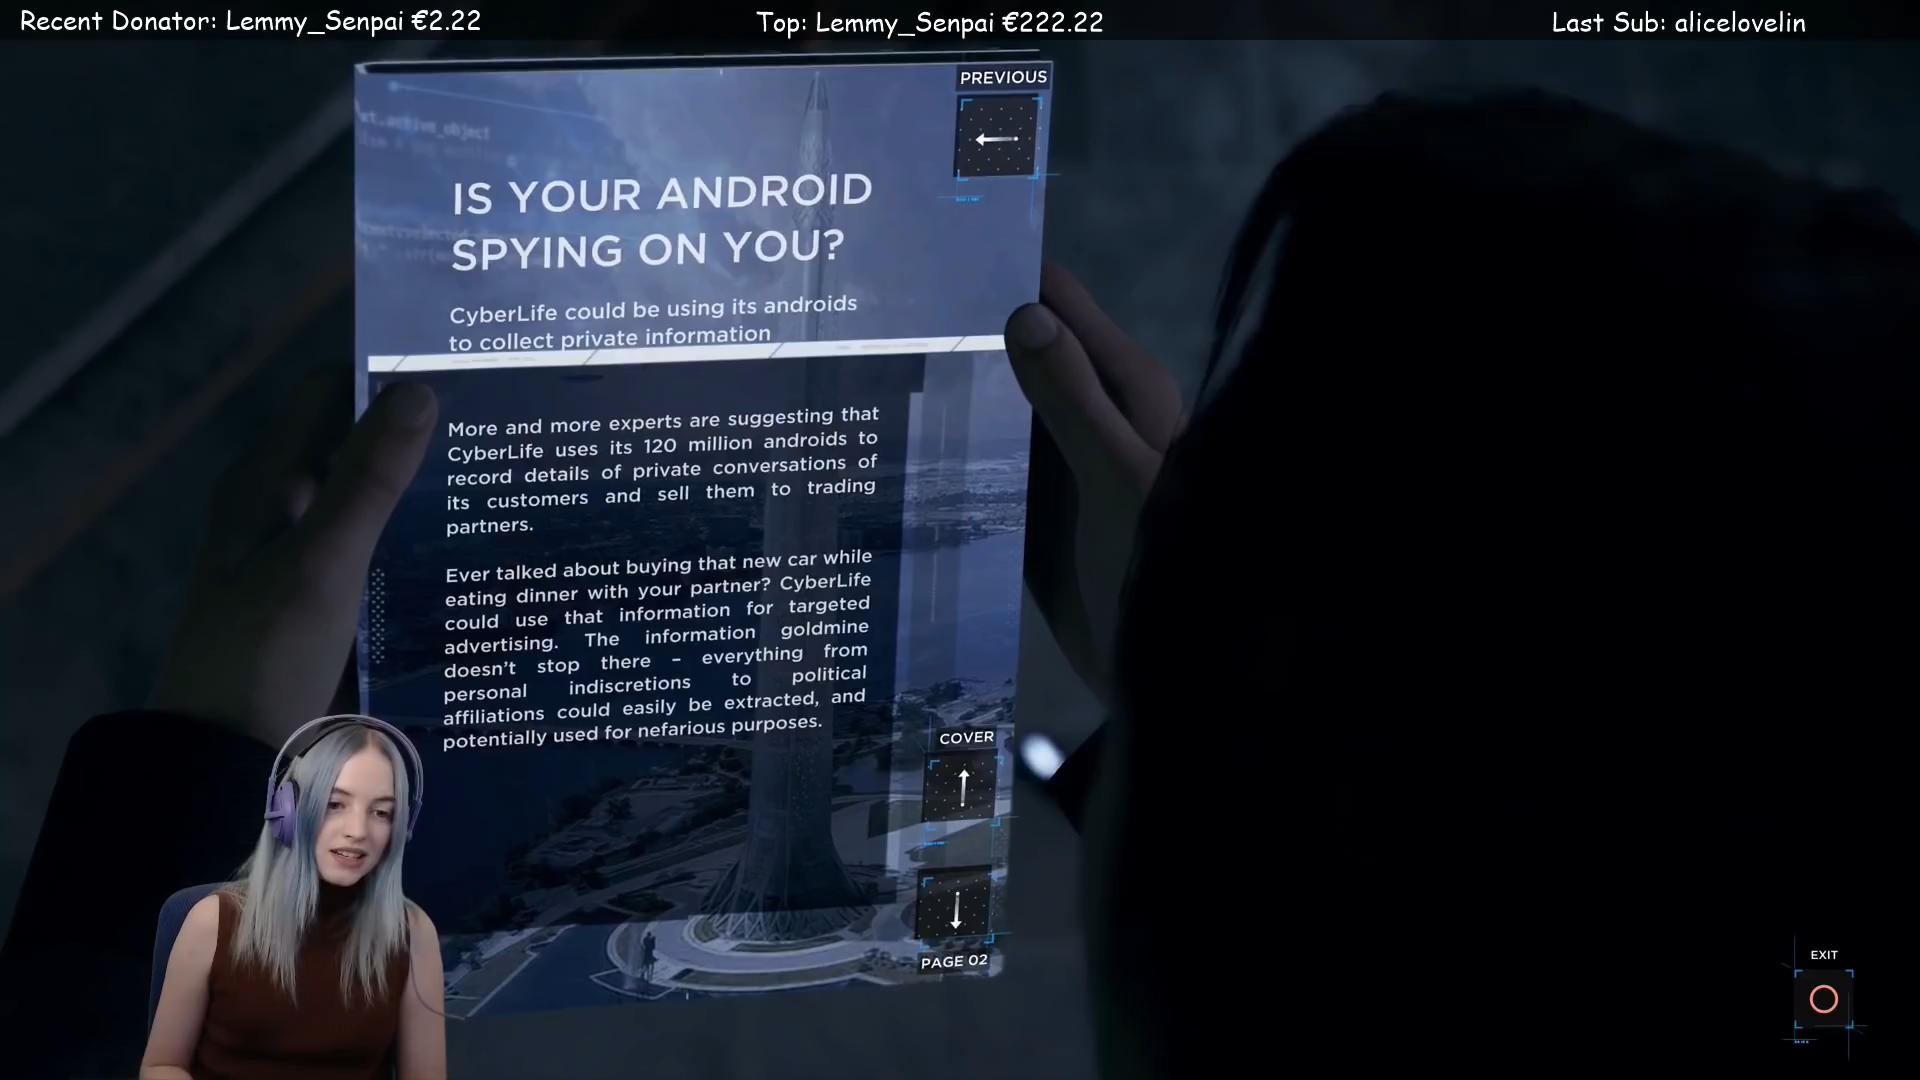 Recent Donator: Lemmy_Senpai €2.22
Top: Lemmy_Senpai €222.22
Last Sub: alicelovelin
PREVIOUS
IS YOUR ANDROID
SPYING ON YOU?
CyberLife could be using its androids
to collect private information
More and more experts are suggesting that
CyberLife uses its 120 million androids to
record details of private conversations of
its customers and sell them to trading
partners.
Ever talked about buying that new car while
eating dinner with your partner? CyberLife
could use that information for targeted
advertising. The information goldmine
doesn't stop there – everything from
personal indiscretions to political
affiliations could easily be extracted, and
potentially used for nefarious purposes.
COVER
PAGE 02
EXIT